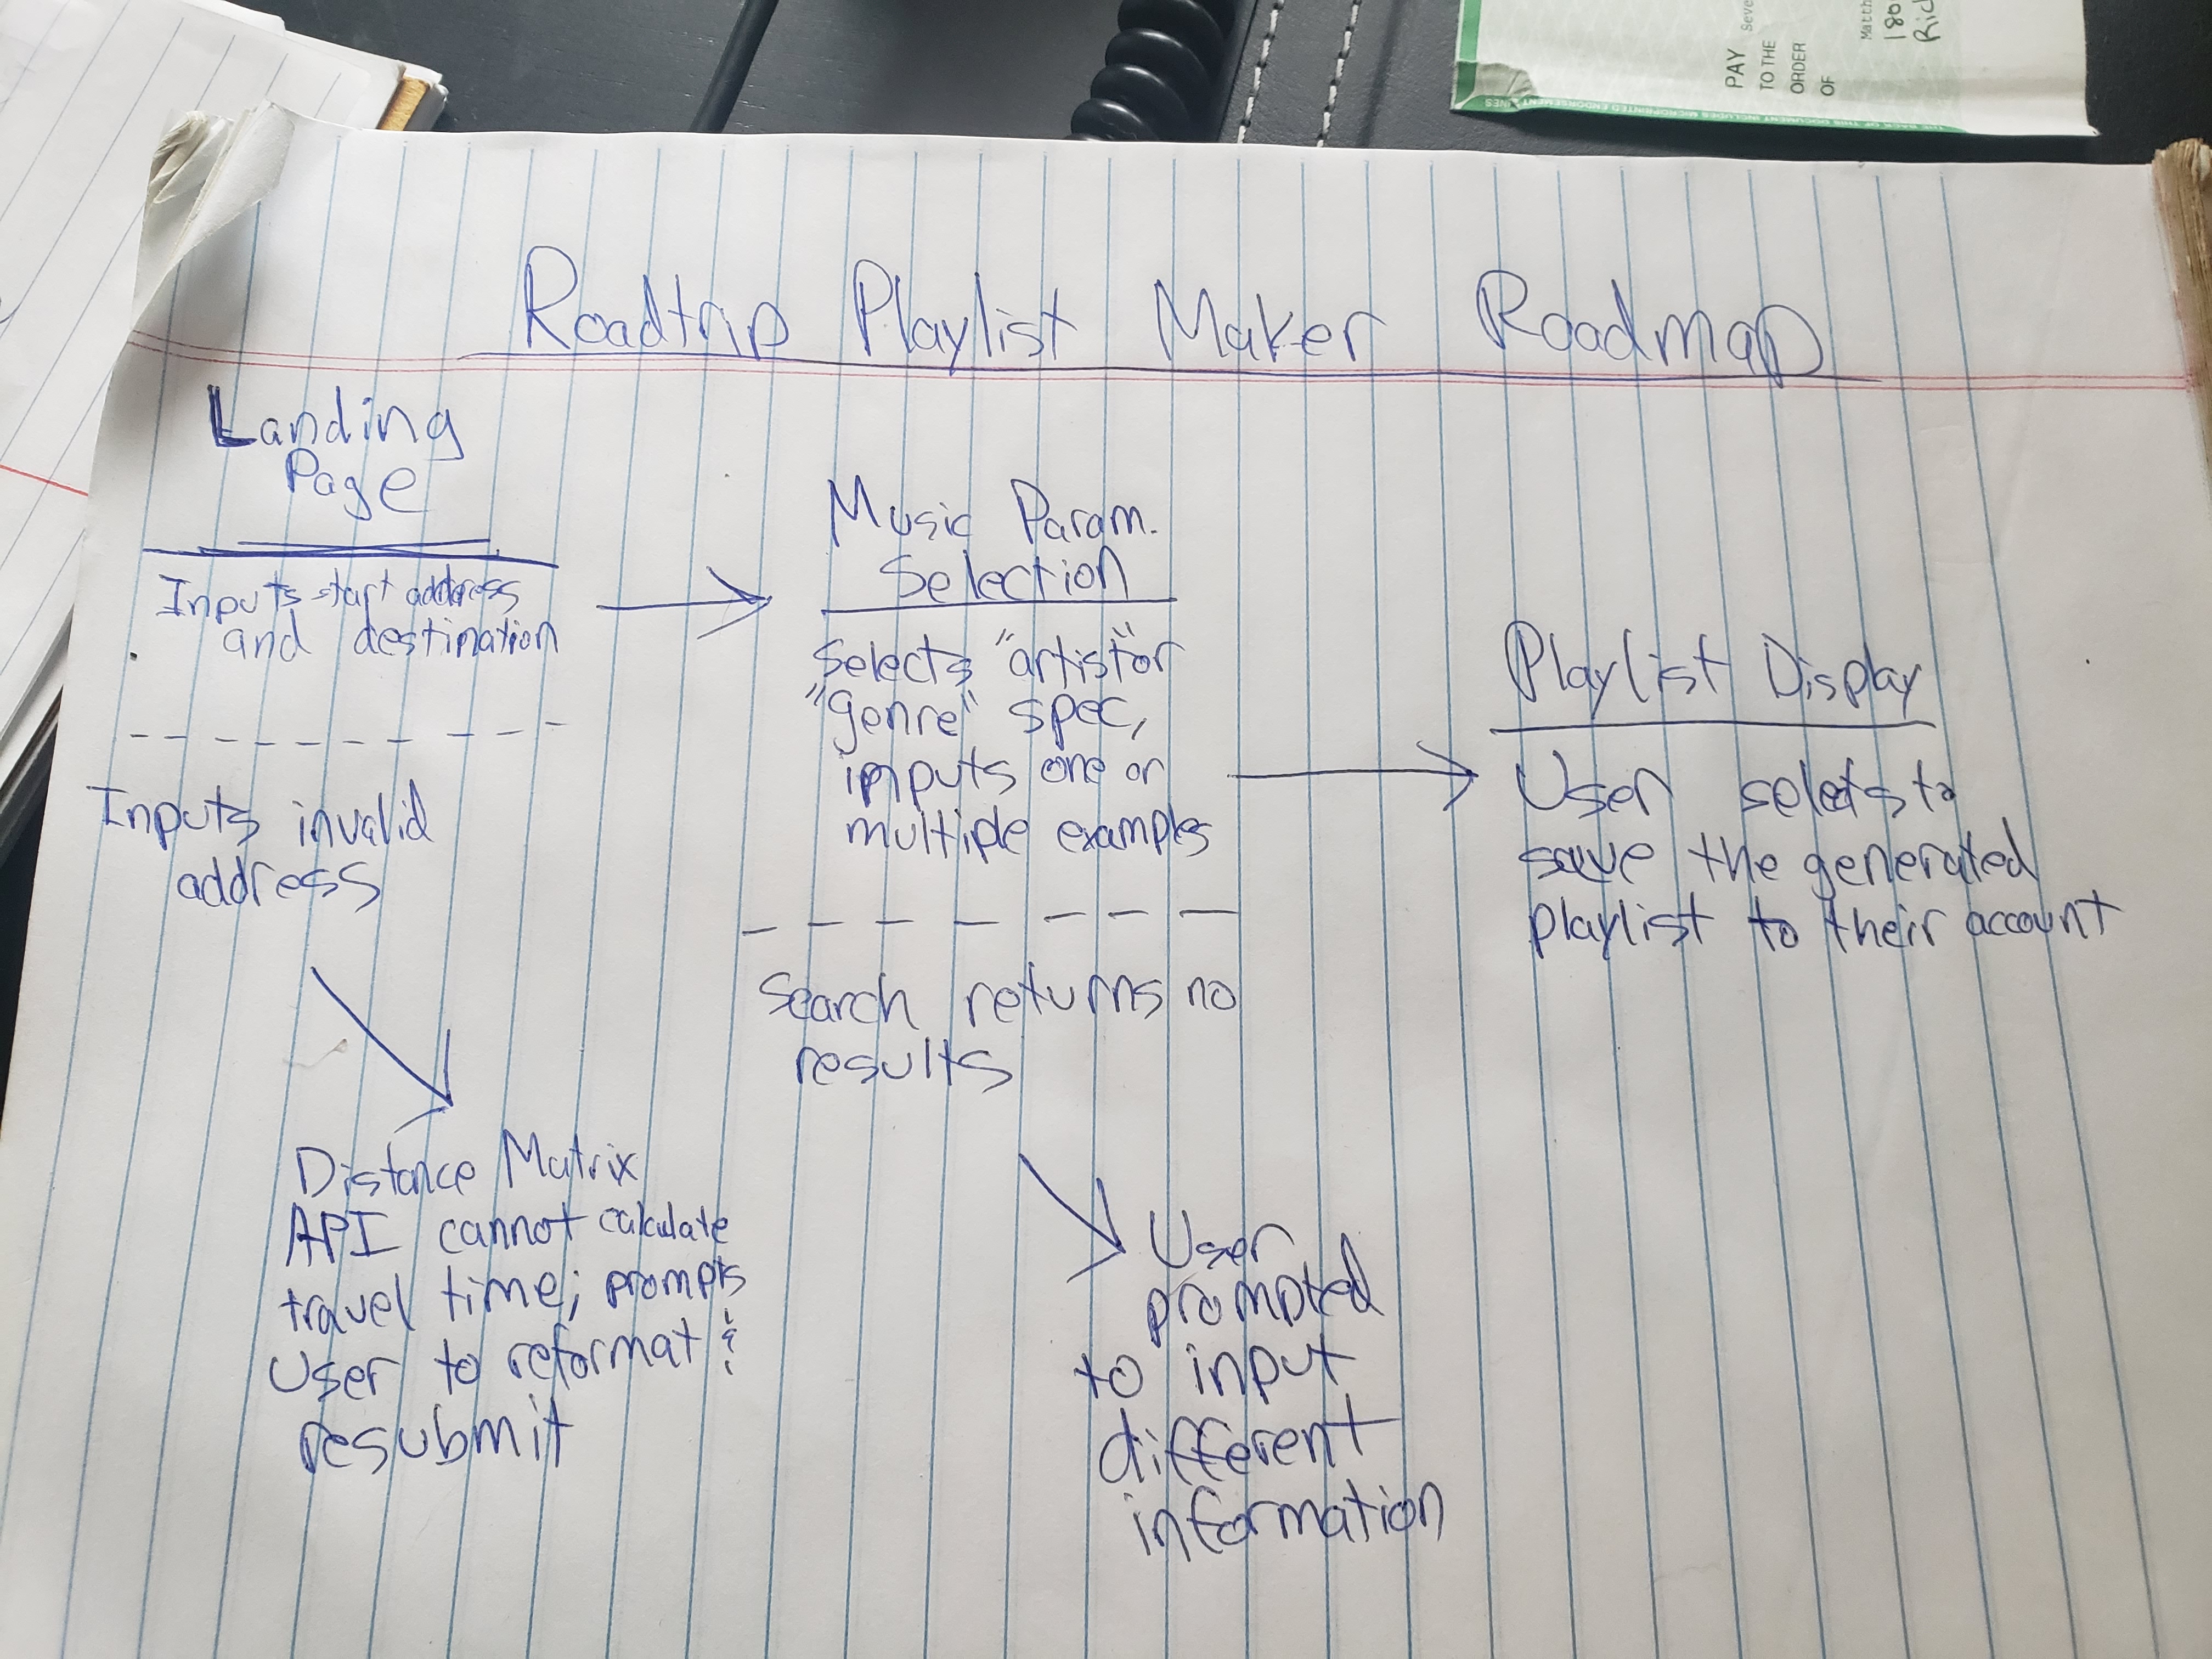 Roadtrip Playlist Maker Roadmap
Landing
Page
Inputs start address
and destination
Inputs invalid
address
Distance Matrix
API cannot calculate
travel time; prompts
User to reformat &
resubmit
Music Param.
Selection
Selects "artist" or
"genre" spec,
inputs one or
multiple examples
Search returns no
results
User
prompted
to input
different
information
Playlist Display
User selects to
save the generated
playlist to their account
PAY
TO THE
ORDER
OF
Seve
Matth
180
Rich